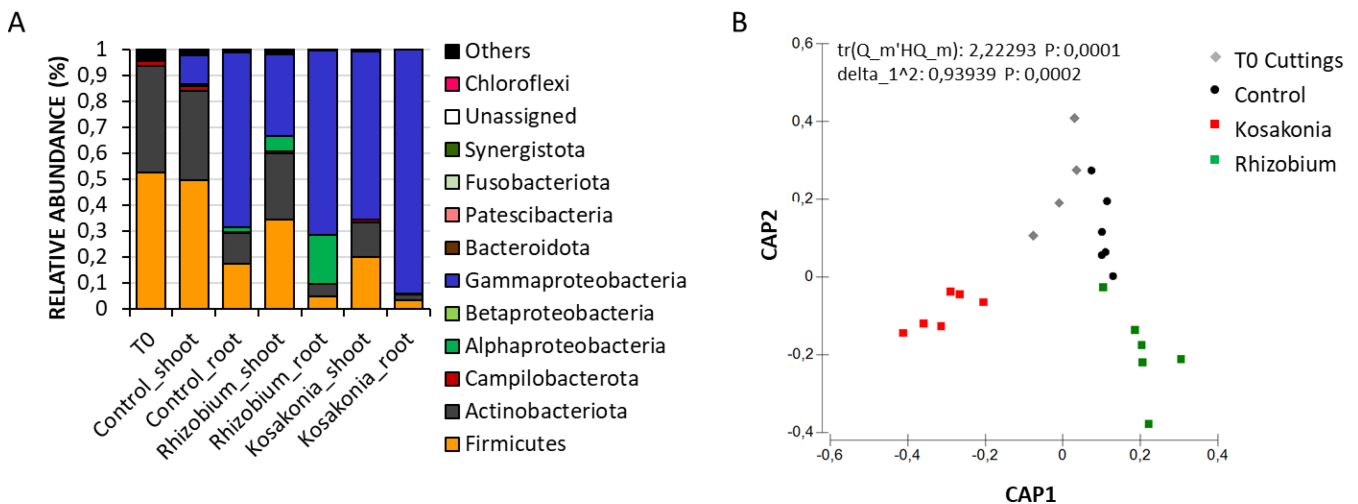 A
RELATIVE ABUNDANCE (%)
1
0,9
0,8
0,7
0,6
0,5
0,4
0,3
0,2
0,1
0
T0
Control_shoot
Control_root
Rhizobium_shoot
Rhizobium_root
Kosakonia_shoot
Kosakonia_root
Others
Chloroflexi
Unassigned
Synergistota
Fusobacteriota
Patescibacteria
Bacteroidota
Gammaproteobacteria
Betaproteobacteria
Alphaproteobacteria
Campilobacterota
Actinobacteriota
Firmicutes
B
tr(Q_m'HQ_m): 2,22293 P: 0,0001
delta_1^2: 0,93939 P: 0,0002
CAP2
0,6
0,4
0,2
0
-0,2
-0,4
-0,6
-0,4
-0,2
0
0,2
0,4
CAP1
T0 Cuttings
Control
Kosakonia
Rhizobium